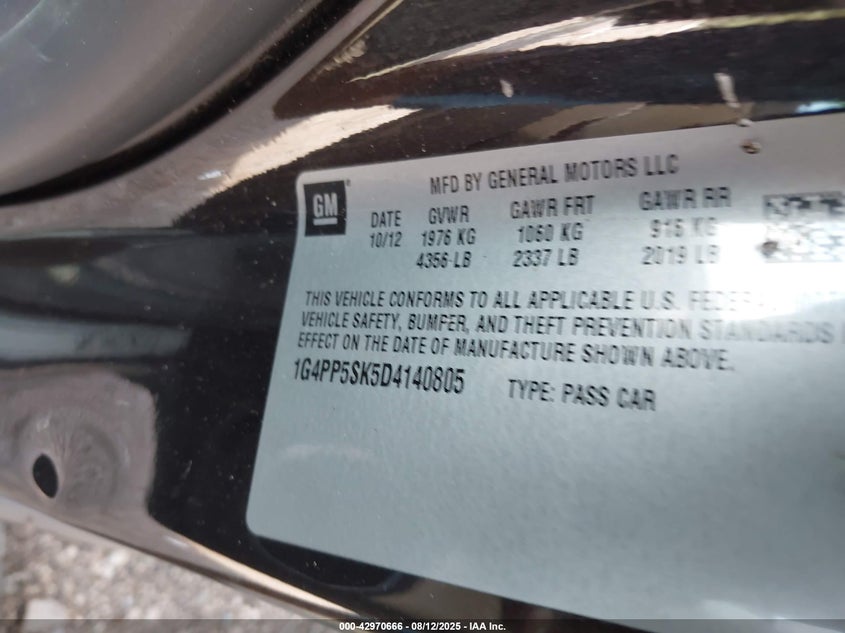 MFD BY GENERAL MOTORS LLC
GM
DATE GVWR GAWR FRT GAWR RR
10/12 1976 KG 1060 KG 915 KG
4356 LB 2337 LB 2019 LB
THIS VEHICLE CONFORMS TO ALL APPLICABLE U.S. FEDERAL
VEHICLE SAFETY, BUMPER, AND THEFT PREVENTION STANDARDS
EFFECT ON THE DATE OF MANUFACTURE SHOWN ABOVE.
1G4PP5SK5D4140805 TYPE: PASS CAR
000-42970666 - 08/12/2025 - IAA Inc.